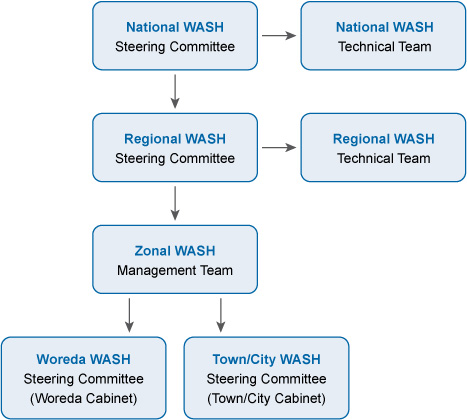 National WASH
Steering Committee
National WASH
Technical Team
Regional WASH
Steering Committee
Regional WASH
Technical Team
Zonal WASH
Management Team
Woreda WASH
Steering Committee
(Woreda Cabinet)
Town/City WASH
Steering Committee
(Town/City Cabinet)